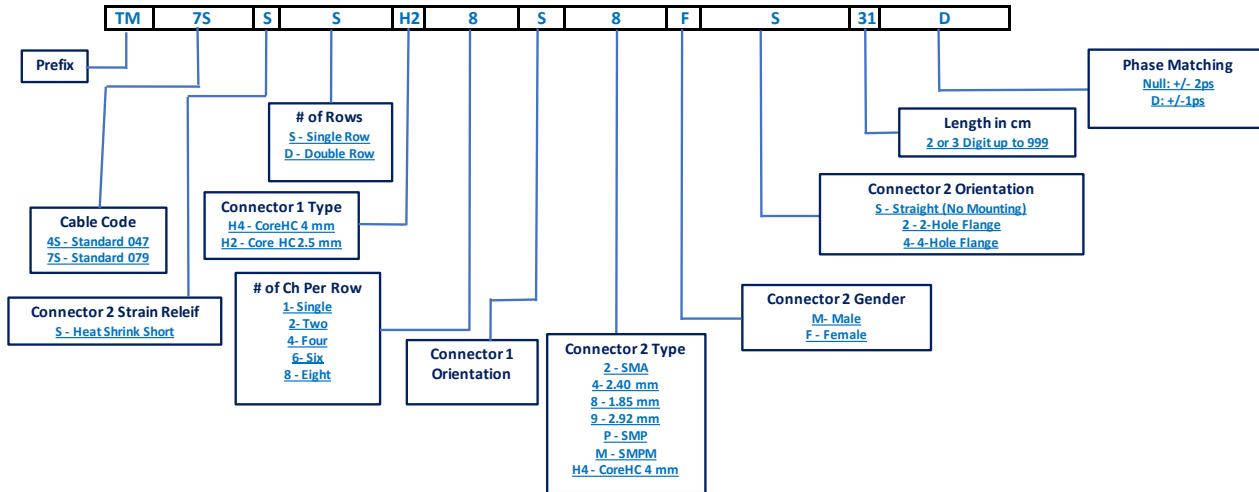 TM 7S S S H2 8 S 8 F S 31 D
Prefix
Phase Matching
Null: +/- 2ps
D: +/-1ps
# of Rows
S - Single Row
D - Double Row
Length in cm
2 or 3 Digit up to 999
Connector 2 Orientation
S - Straight (No Mounting)
2 - 2-Hole Flange
4- 4-Hole Flange
Connector 1 Type
H4 - CoreHC 4 mm
H2 - Core HC 2.5 mm
Cable Code
4S - Standard 047
7S - Standard 079
# of Ch Per Row
1- Single
2- Two
4- Four
6- Six
8 - Eight
Connector 2 Gender
M- Male
F - Female
Connector 2 Strain Releif
S - Heat Shrink Short
Connector 1
Orientation
Connector 2 Type
2 - SMA
4- 2.40 mm
8 - 1.85 mm
9 - 2.92 mm
P - SMP
M - SMPM
H4 - CoreHC 4 mm